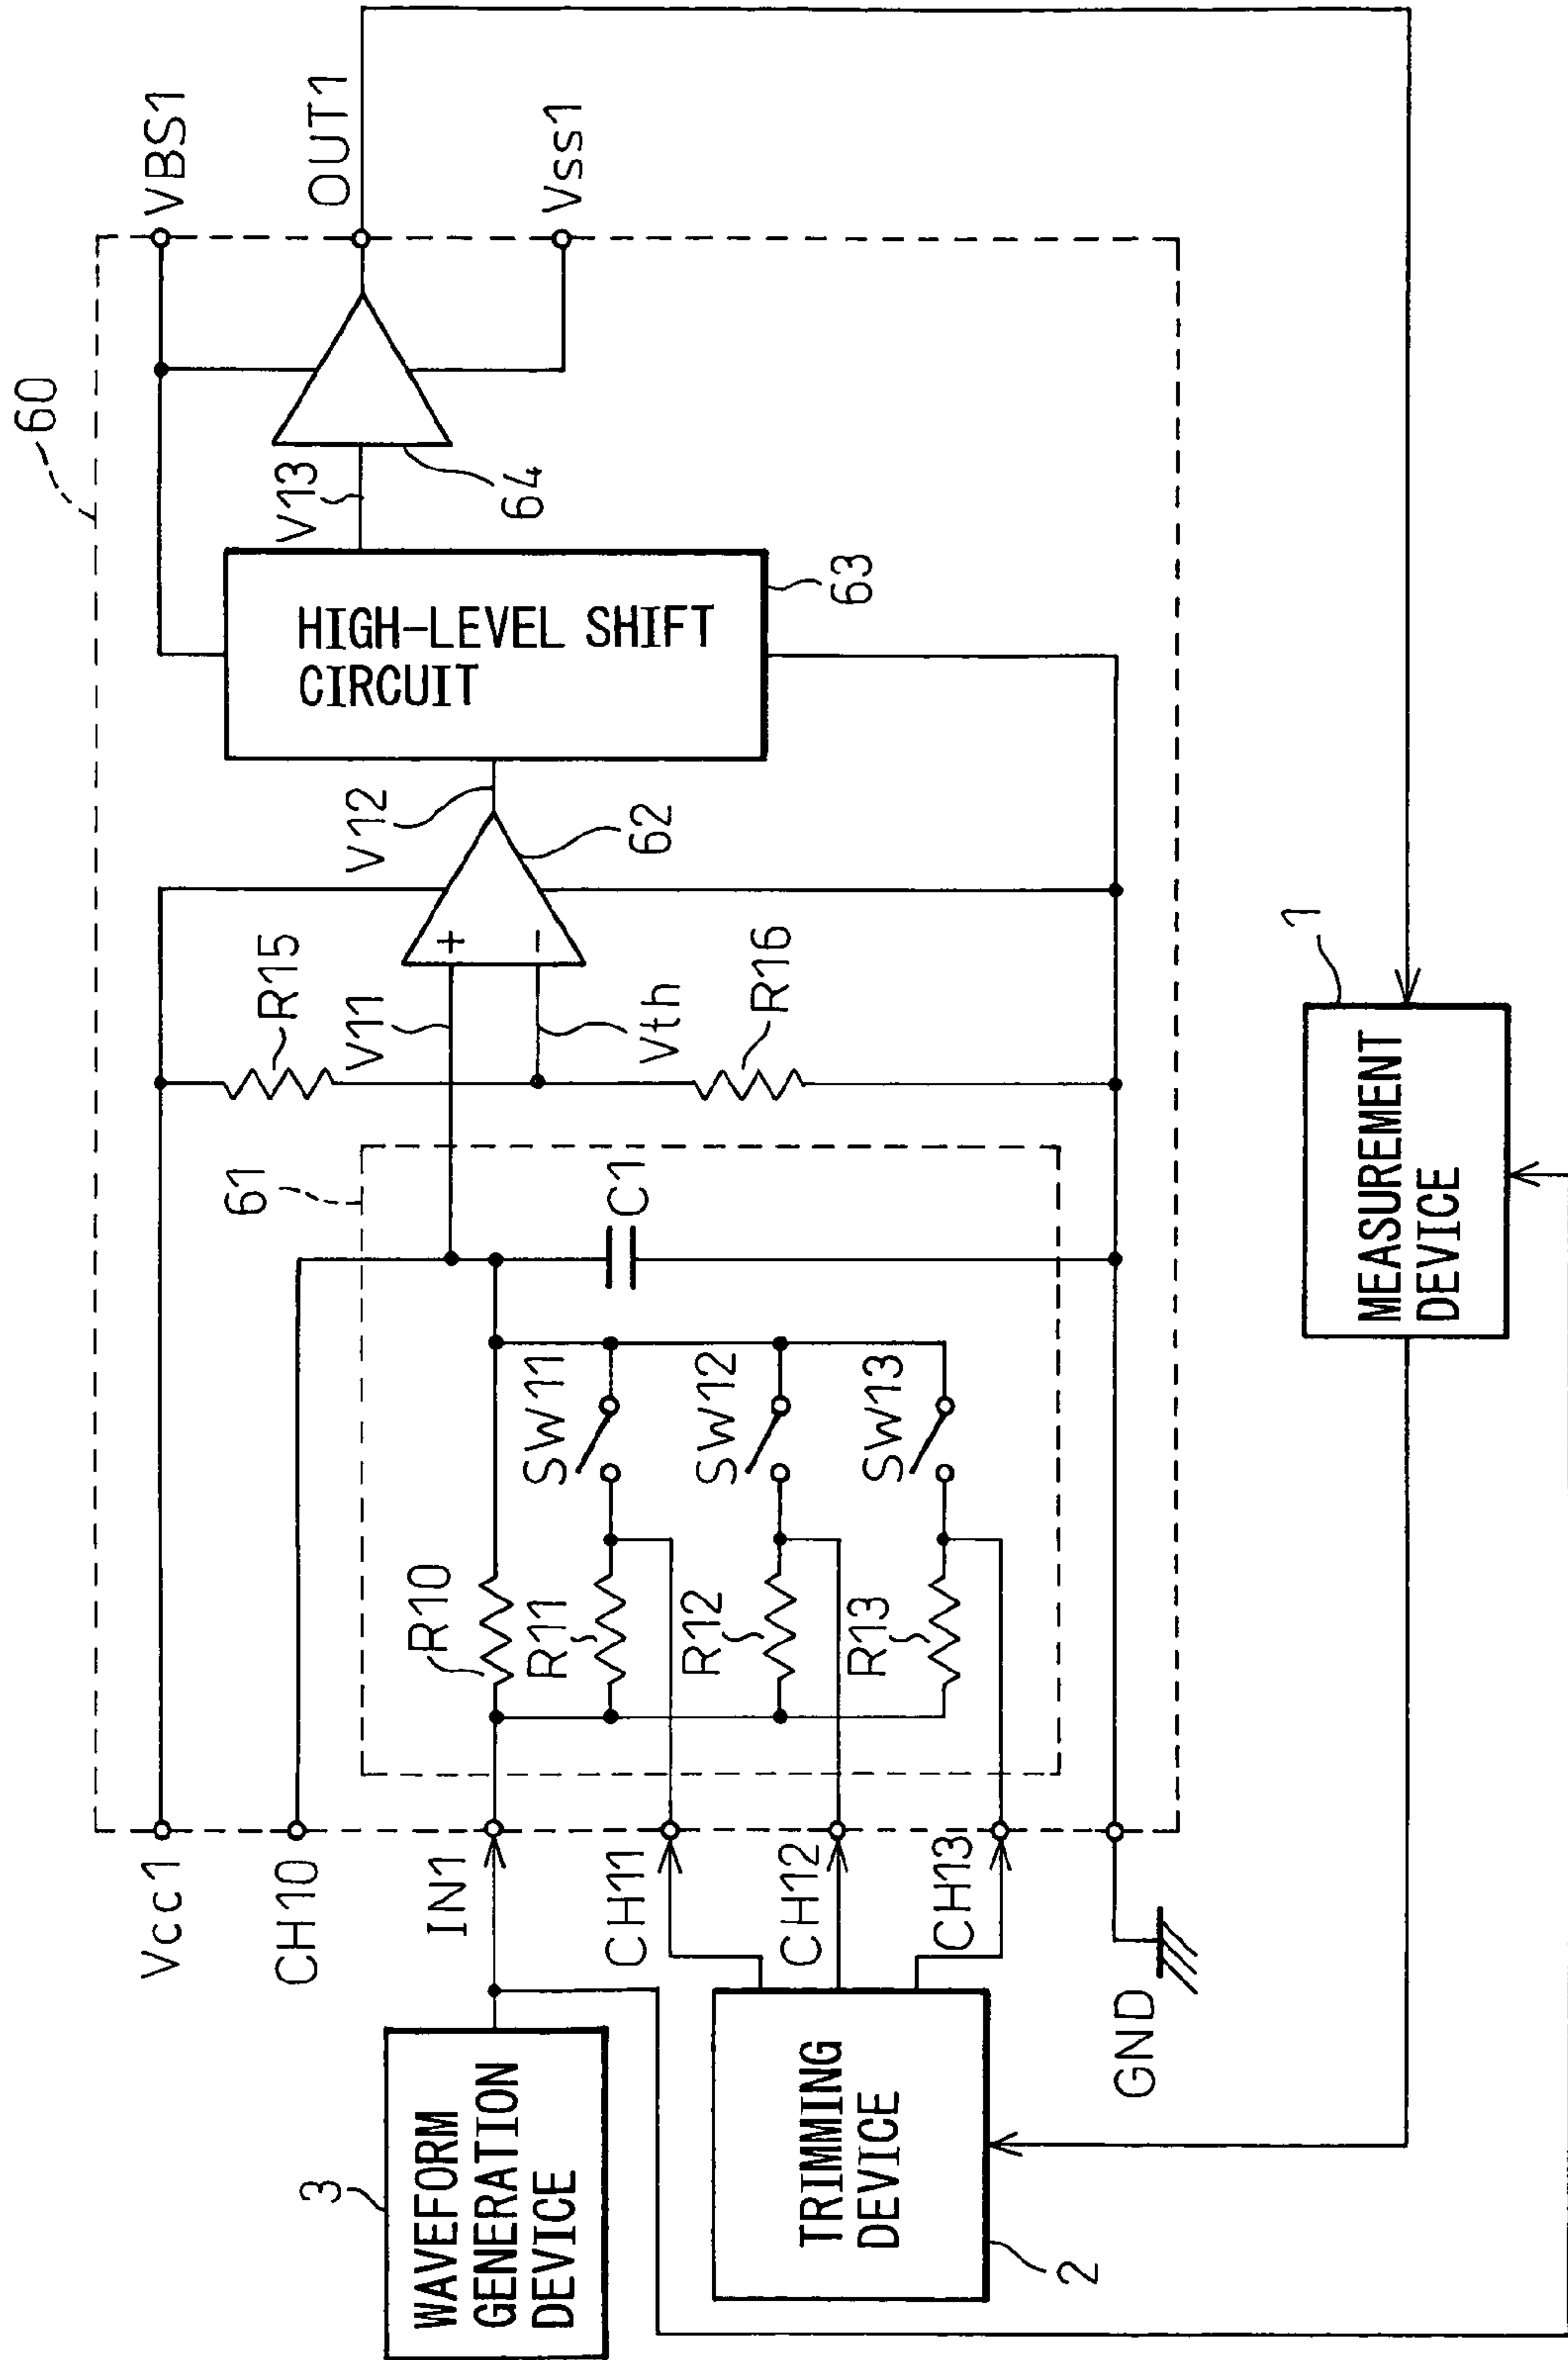 60
Vcc1
VBS1
CH10
61
R15
V11
V12
V13
OUT1
3
WAVEFORM
GENERATION
DEVICE
IN1
R10
+
-
62
HIGH-LEVEL SHIFT
CIRCUIT
63
64
Vss1
CH11
R11
SW11
C1
Vth
R16
TRIMMING
DEVICE
2
CH12
R12
SW12
CH13
R13
SW13
GND
1
MEASUREMENT
DEVICE